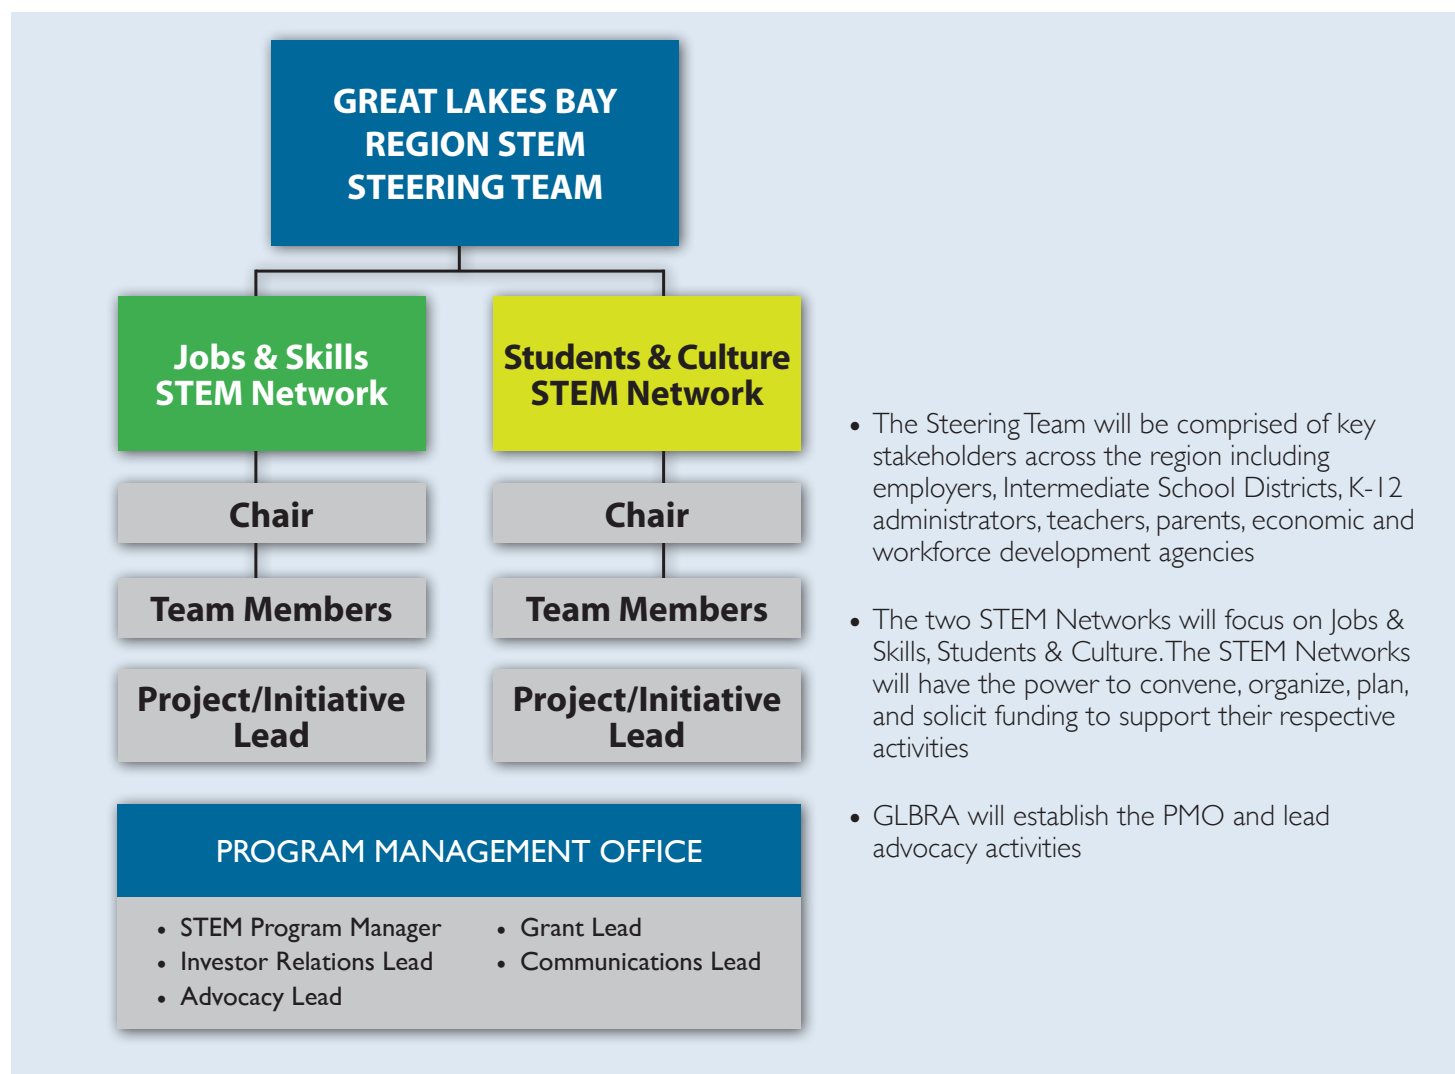 GREAT LAKES BAY
REGION STEM
STEERING TEAM
Jobs & Skills
STEM Network
Students & Culture
STEM Network
Chair
Chair
Team Members
Team Members
Project/Initiative
Lead
Project/Initiative
Lead
PROGRAM MANAGEMENT OFFICE
• STEM Program Manager
• Investor Relations Lead
• Advocacy Lead
• Grant Lead
• Communications Lead
• The Steering Team will be comprised of key
stakeholders across the region including
employers, Intermediate School Districts, K-12
administrators, teachers, parents, economic and
workforce development agencies
• The two STEM Networks will focus on Jobs &
Skills, Students & Culture. The STEM Networks
will have the power to convene, organize, plan,
and solicit funding to support their respective
activities
• GLBRA will establish the PMO and lead
advocacy activities